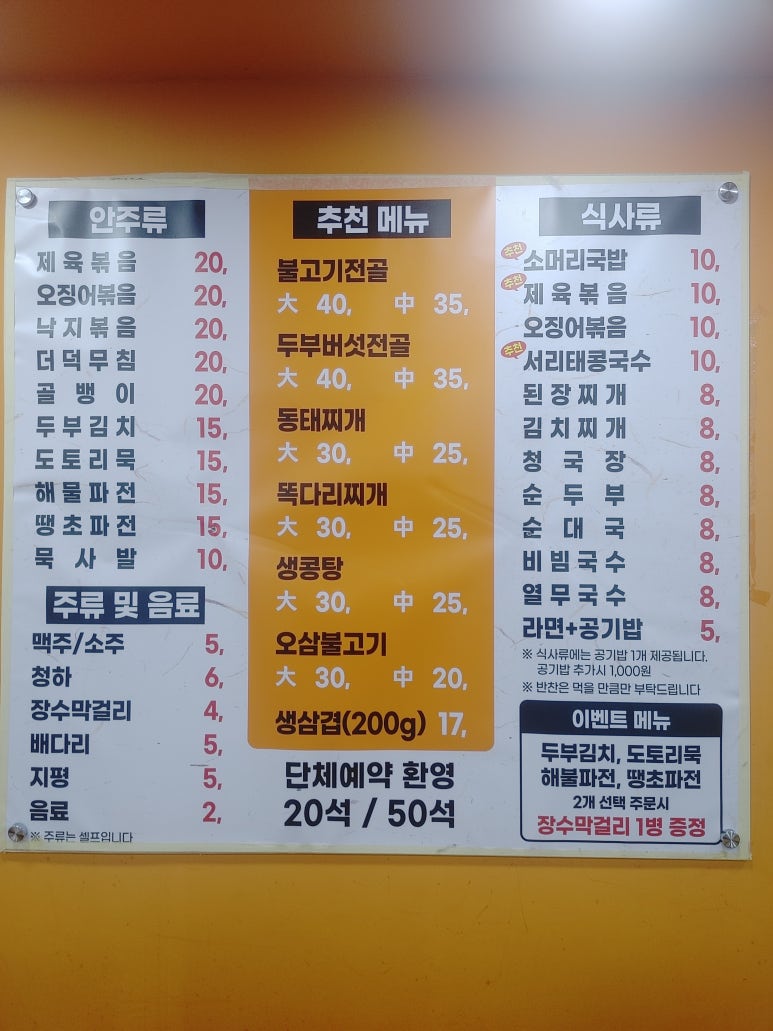 안주류
제육볶음 20,
오징어볶음 20,
낙지볶음 20,
더덕무침 20,
골뱅이 20,
두부김치 15,
도토리묵 15,
해물파전 15,
땡초파전 15,
묵사발 10,
주류 및 음료
맥주/소주 5,
청하 6,
장수막걸리 4,
배다리 5,
지평 5,
음료 2,
※ 주류는 셀프입니다
추천 메뉴
불고기전골
大 40, 中 35,
두부버섯전골
大 40, 中 35,
동태찌개
大 30, 中 25,
뚝다리찌개
大 30, 中 25,
생콩탕
大 30, 中 25,
오삼불고기
大 30, 中 20,
생삼겹(200g) 17,
단체예약 환영
20석 / 50석
식사류
추천 소머리국밥 10,
추천 제육볶음 10,
오징어볶음 10,
추천 서리태콩국수 10,
된장찌개 8,
김치찌개 8,
청국장 8,
순두부 8,
순대국 8,
비빔국수 8,
열무국수 8,
라면+공기밥 5,
※ 식사류에는 공기밥 1개 제공됩니다.
공기밥 추가시 1,000원
※ 반찬은 먹을 만큼만 부탁드립니다
이벤트 메뉴
두부김치, 도토리묵
해불파전, 땡초파전
2개 선택 주문시
장수막걸리 1병 증정